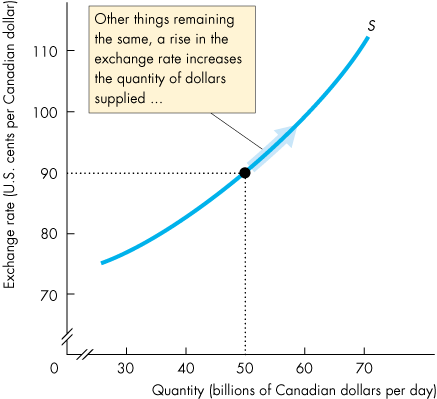 Exchange rate (U.S. cents per Canadian dollar)
Other things remaining
the same, a rise in the
exchange rate increases
the quantity of dollars
supplied ...
S
110
100
90
80
70
0
30
40
50
60
70
Quantity (billions of Canadian dollars per day)